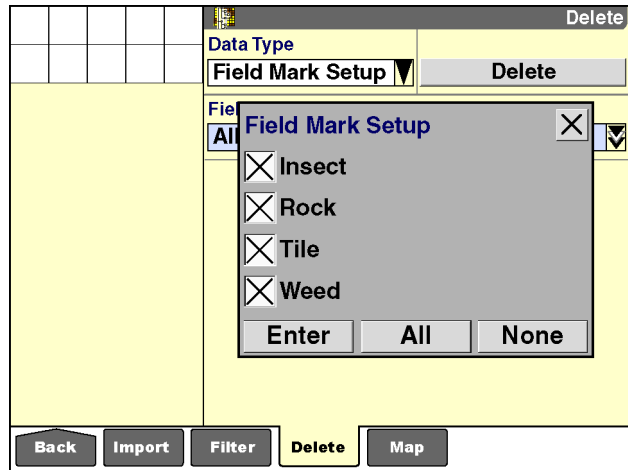 Delete
Data Type
Field Mark Setup
Delete
Fie
All
Field Mark Setup
Insect
Rock
Tile
Weed
Enter All None
Back Import Filter Delete Map